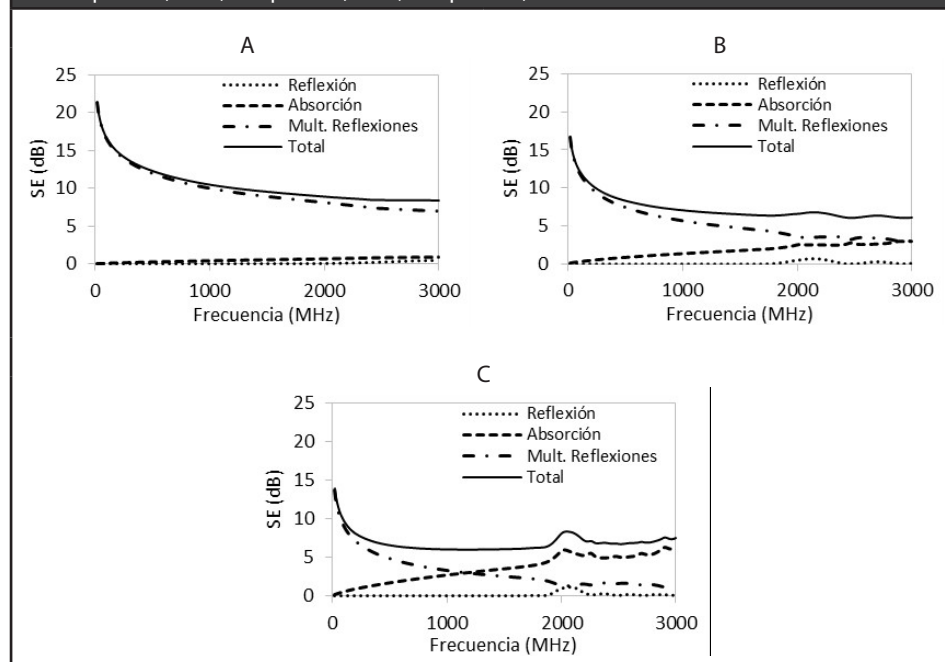 A
25
20
15
10
5
0
SE (dB)
Reflexión
Absorción
Mult. Reflexiones
Total
0 1000 2000 3000
Frecuencia (MHz)
B
25
20
15
10
5
0
SE (dB)
Reflexión
Absorción
Mult. Reflexiones
Total
0 1000 2000 3000
Frecuencia (MHz)
C
25
20
15
10
5
0
SE (dB)
Reflexión
Absorción
Mult. Reflexiones
Total
0 1000 2000 3000
Frecuencia (MHz)